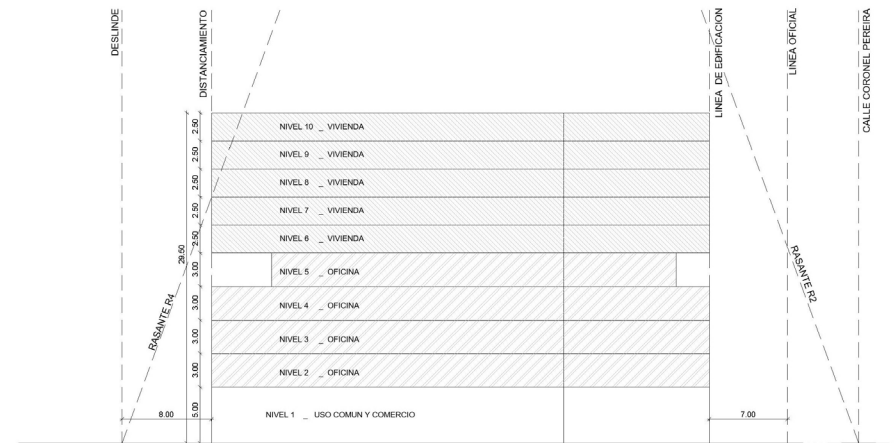 DESLINDE
DISTANCIAMIENTO
LINEA DE EDIFICACION
LINEA OFICIAL
CALLE CORONEL PEREIRA
2.50 NIVEL 10 _ VIVIENDA
2.50 NIVEL 9 _ VIVIENDA
2.50 NIVEL 8 _ VIVIENDA
2.50 NIVEL 7 _ VIVIENDA
2.50 NIVEL 6 _ VIVIENDA
29.50
3.00 NIVEL 5 _ OFICINA
RASANTE R4
RASANTE R2
3.00 NIVEL 4 _ OFICINA
3.00 NIVEL 3 _ OFICINA
3.00 NIVEL 2 _ OFICINA
8.00
5.00 NIVEL 1 _ USO COMUN Y COMERCIO
7.00